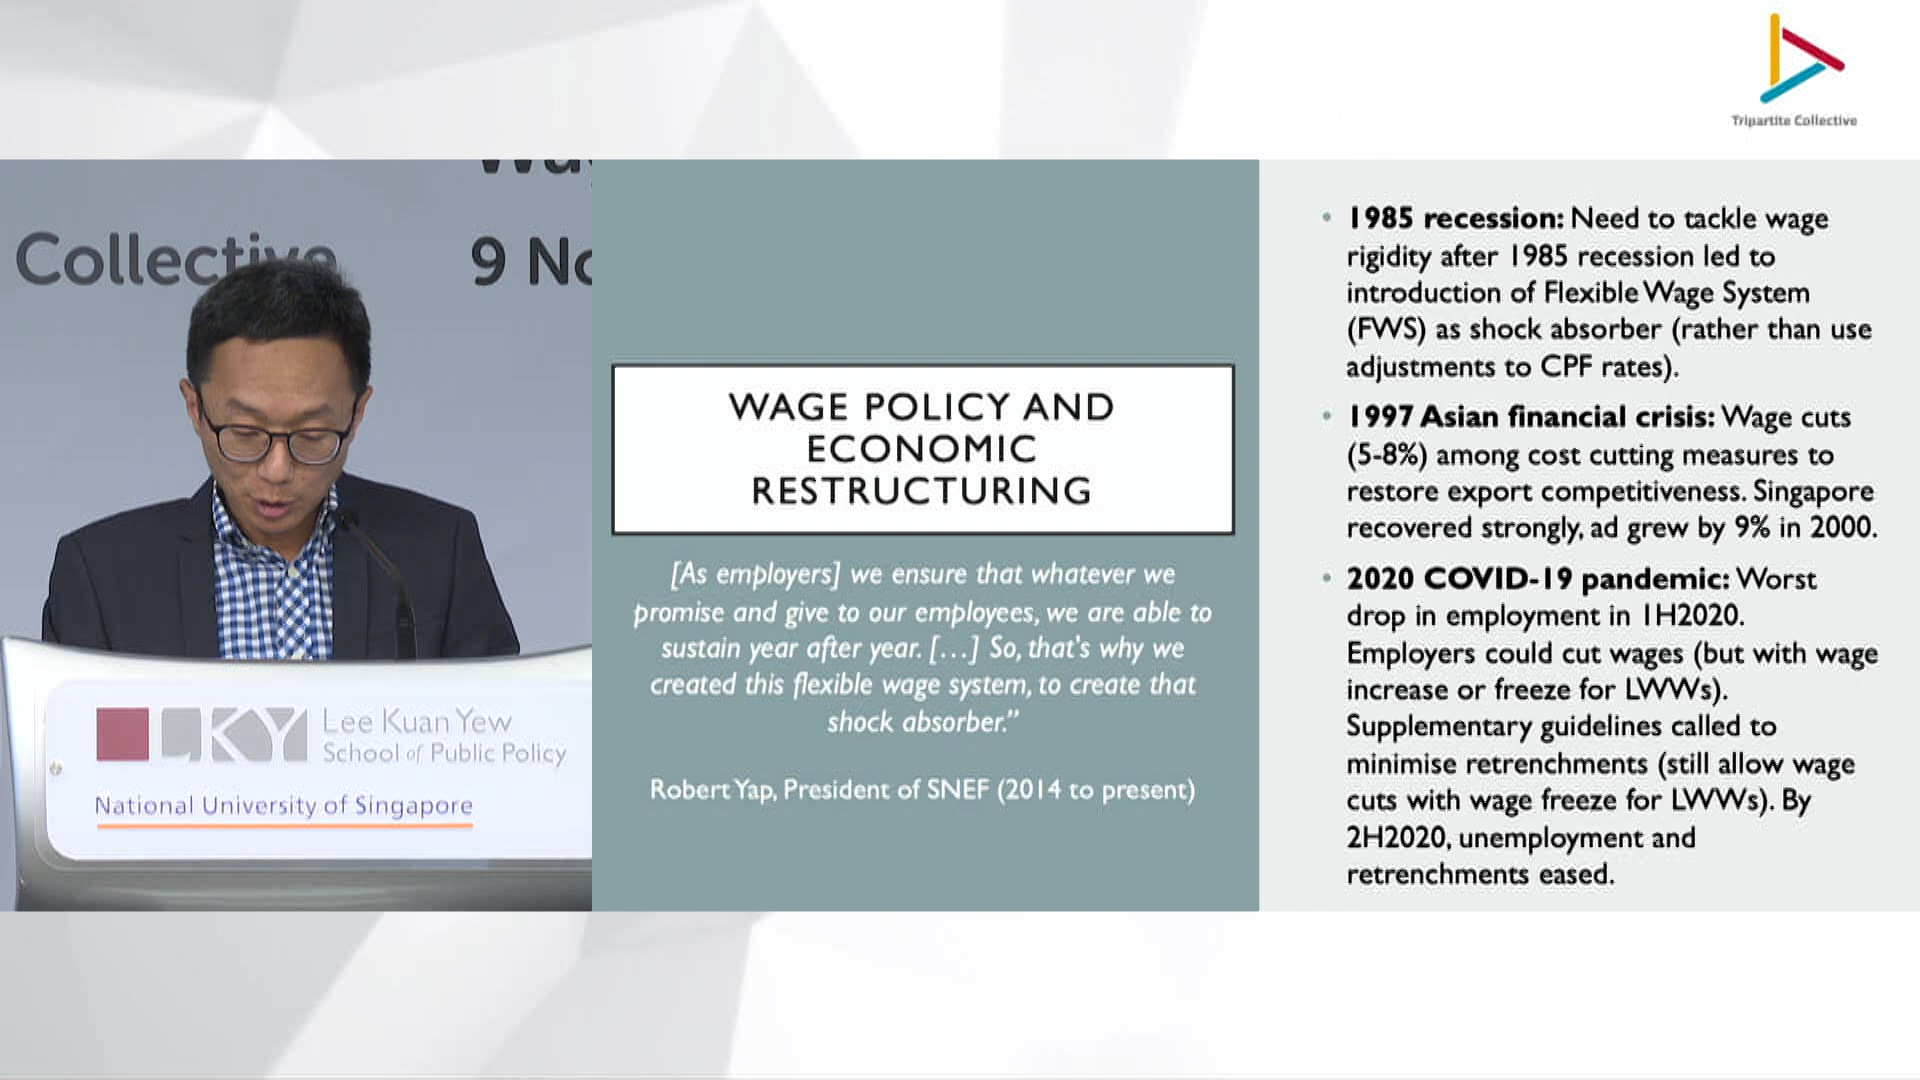 Tripartite Collective
Collective
9 No
Lee Kuan Yew
School of Public Policy
National University of Singapore
WAGE POLICY AND
ECONOMIC
RESTRUCTURING
[As employers] we ensure that whatever we
promise and give to our employees, we are able to
sustain year after year. […] So, that's why we
created this flexible wage system, to create that
shock absorber.”
Robert Yap, President of SNEF (2014 to present)
• 1985 recession: Need to tackle wage
rigidity after 1985 recession led to
introduction of Flexible Wage System
(FWS) as shock absorber (rather than use
adjustments to CPF rates).
• 1997 Asian financial crisis: Wage cuts
(5-8%) among cost cutting measures to
restore export competitiveness. Singapore
recovered strongly, ad grew by 9% in 2000.
• 2020 COVID-19 pandemic: Worst
drop in employment in 1H2020.
Employers could cut wages (but with wage
increase or freeze for LWWs).
Supplementary guidelines called to
minimise retrenchments (still allow wage
cuts with wage freeze for LWWs). By
2H2020, unemployment and
retrenchments eased.